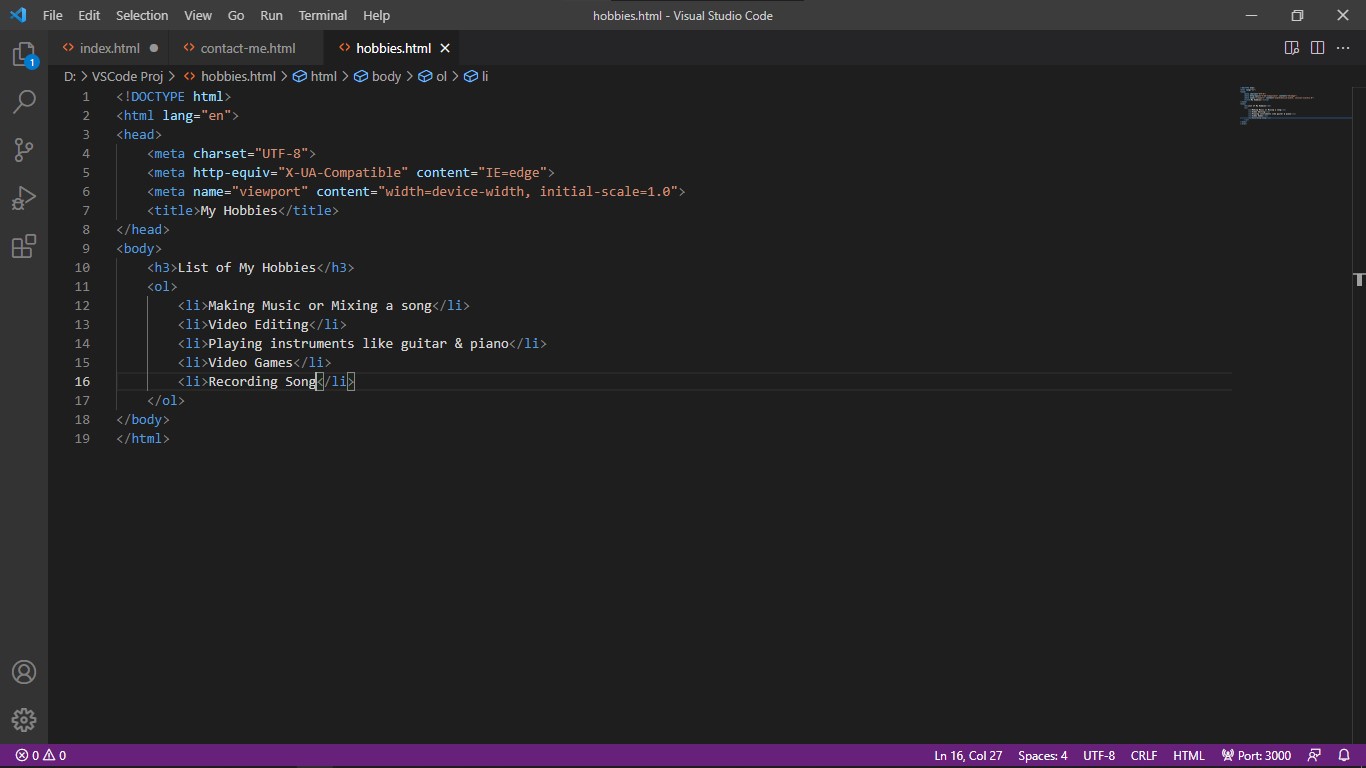 File Edit Selection View Go Run Terminal Help hobbies.html - Visual Studio Code
index.html contact-me.html hobbies.html
1
D: > VSCode Proj > hobbies.html > html > body > ol > li
1 <!DOCTYPE html>
2 <html lang="en">
3 <head>
4 <meta charset="UTF-8">
5 <meta http-equiv="X-UA-Compatible" content="IE=edge">
6 <meta name="viewport" content="width=device-width, initial-scale=1.0">
7 <title>My Hobbies</title>
8 </head>
9 <body>
10 <h3>List of My Hobbies</h3>
11 <ol>
12 <li>Making Music or Mixing a song</li>
13 <li>Video Editing</li>
14 <li>Playing instruments like guitar & piano</li>
15 <li>Video Games</li>
16 <li>Recording Song</li>
17 </ol>
18 </body>
19 </html>
0 0 Ln 16, Col 27 Spaces: 4 UTF-8 CRLF HTML Port: 3000